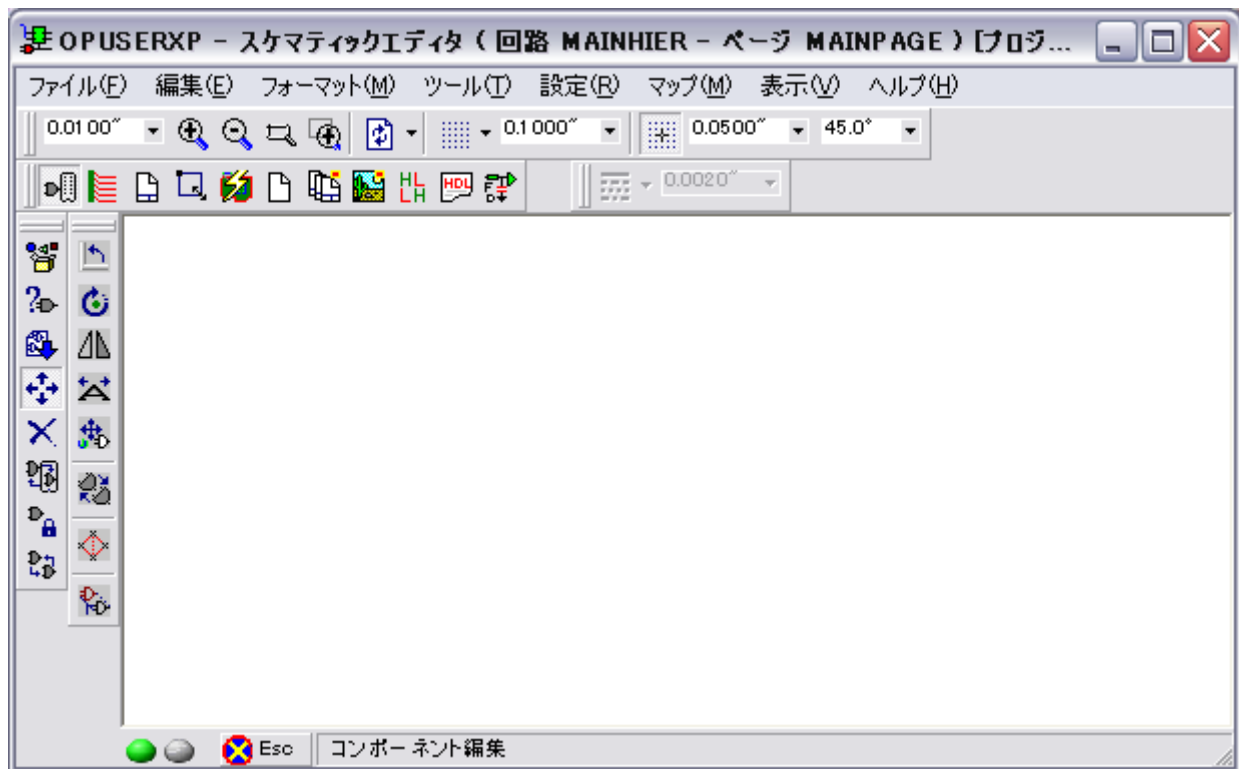 OPUSERXP - スケマティックエディタ ( 回路 MAINHIER - ページ MAINPAGE ) [プロジ...
ファイル(F) 編集(E) フォーマット(M) ツール(T) 設定(R) マップ(M) 表示(V) ヘルプ(H)
0.0100" 0.1000" 0.0500" 45.0°
HL LH HDL 0.0020"
Esc コンポーネント編集